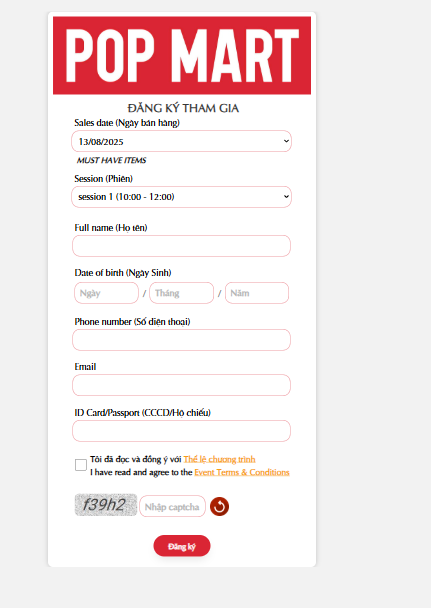 POP MART
ĐĂNG KÝ THAM GIA
Sales date (Ngày bán hàng)
13/08/2025
MUST HAVE ITEMS
Session (Phiên)
session 1 (10:00 - 12:00)
Full name (Họ tên)
Date of birth (Ngày Sinh)
Ngày / Tháng / Năm
Phone number (Số điện thoại)
Email
ID Card/Passport (CCCD/Hộ chiếu)
Tôi đã đọc và đồng ý với Thể lệ chương trình
I have read and agree to the Event Terms & Conditions
f39h2 Nhập captcha
Đăng ký